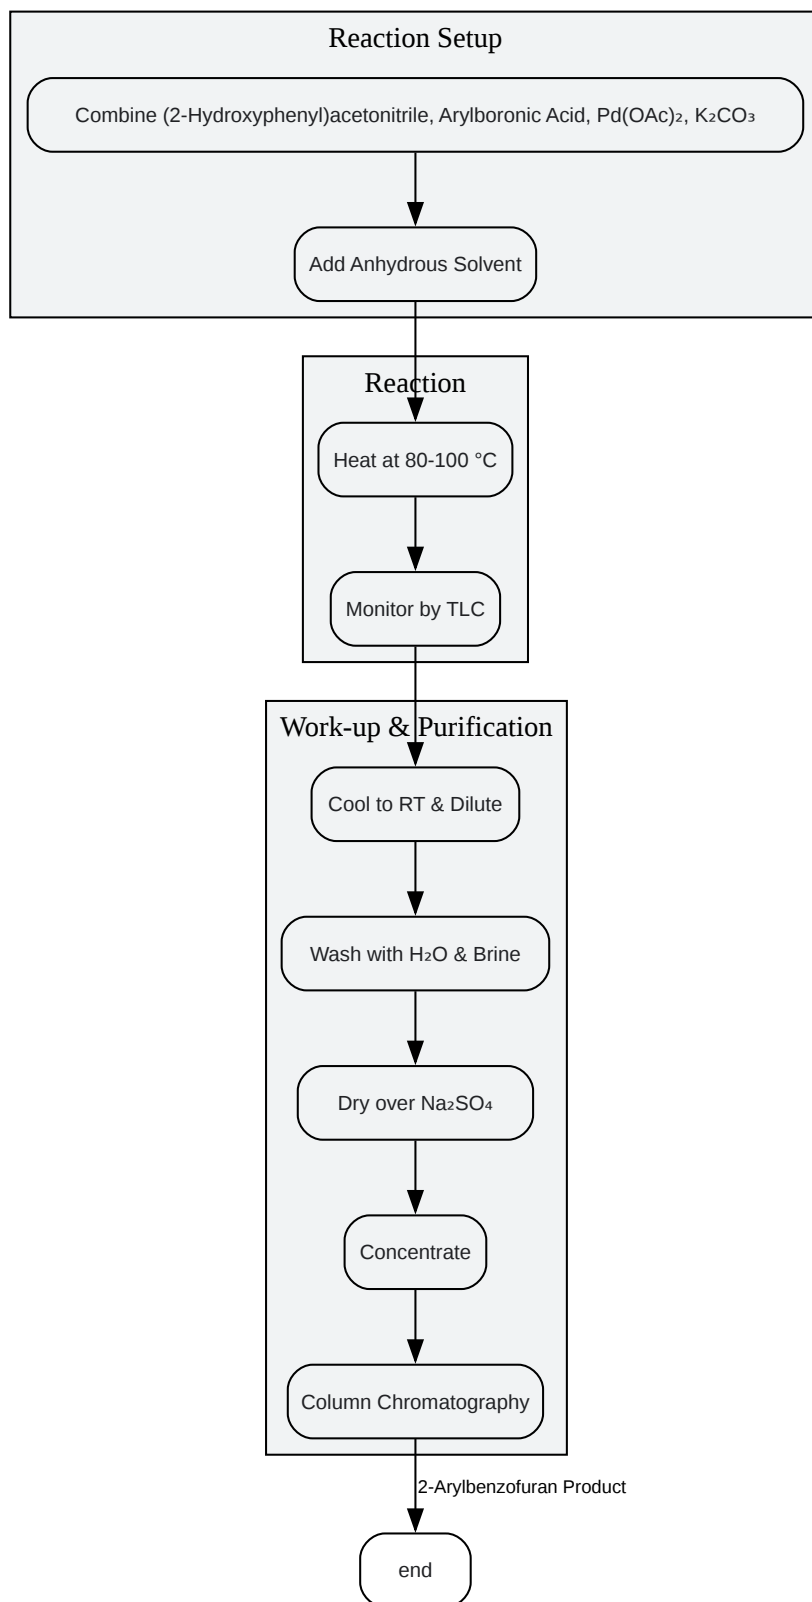 Reaction Setup
Combine (2-Hydroxyphenyl)acetonitrile, Arylboronic Acid, Pd(OAc)₂, K₂CO₃
Add Anhydrous Solvent
Reaction
Heat at 80-100 °C
Monitor by TLC
Work-up & Purification
Cool to RT & Dilute
Wash with H₂O & Brine
Dry over Na₂SO₄
Concentrate
Column Chromatography
2-Arylbenzofuran Product
end